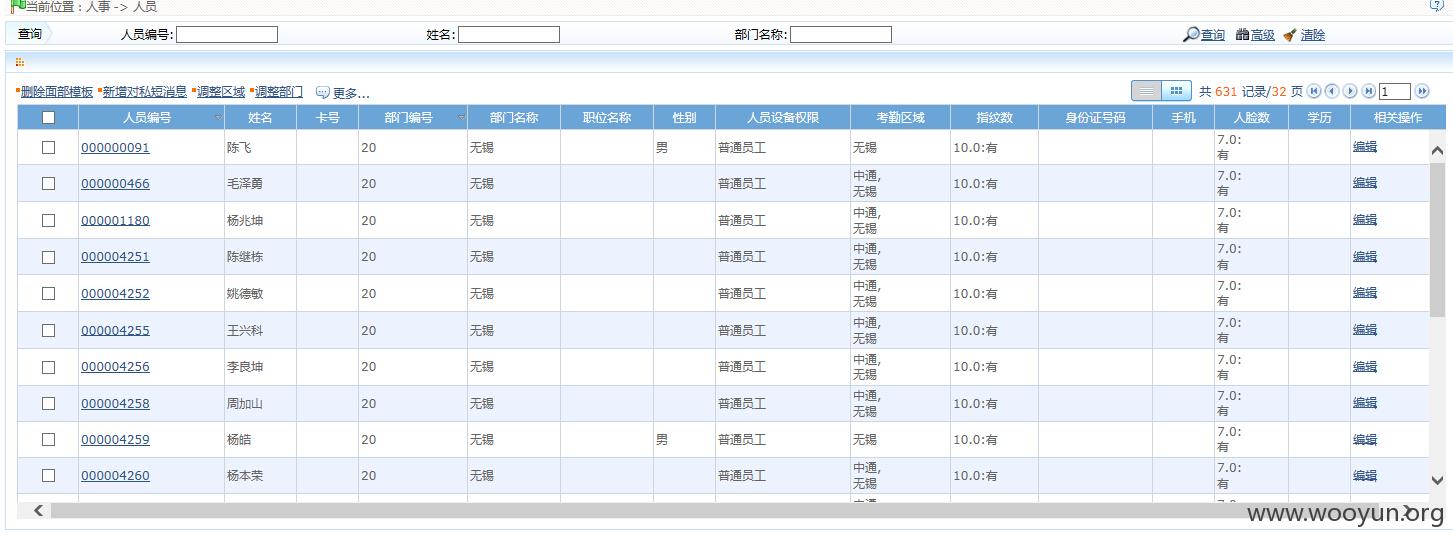 当前位置：人事 -> 人员
查询 人员编号: 姓名: 部门名称: 查询 高级 清除
删除面部模板 新增对私短消息 调整区域 调整部门 更多... 共 631 记录/32 页 1
人员编号 姓名 卡号 部门编号 部门名称 职位名称 性别 人员设备权限 考勤区域 指纹数 身份证号码 手机 人脸数 学历 相关操作
000000091 陈飞 20 无锡 男 普通员工 无锡 10.0:有 7.0: 有 编辑
000000466 毛泽勇 20 无锡 普通员工 中通, 无锡 10.0:有 7.0: 有 编辑
000001180 杨兆坤 20 无锡 普通员工 中通, 无锡 10.0:有 7.0: 有 编辑
000004251 陈继栋 20 无锡 普通员工 中通, 无锡 10.0:有 7.0: 有 编辑
000004252 姚德敏 20 无锡 普通员工 中通, 无锡 10.0:有 7.0: 有 编辑
000004255 王兴科 20 无锡 普通员工 中通, 无锡 10.0:有 7.0: 有 编辑
000004256 李良坤 20 无锡 普通员工 中通, 无锡 10.0:有 7.0: 有 编辑
000004258 周加山 20 无锡 普通员工 中通, 无锡 10.0:有 7.0: 有 编辑
000004259 杨皓 20 无锡 男 普通员工 无锡 10.0:有 7.0: 有 编辑
000004260 杨本荣 20 无锡 普通员工 中通, 无锡 10.0:有 7.0: 有 编辑
www.wooyun.org